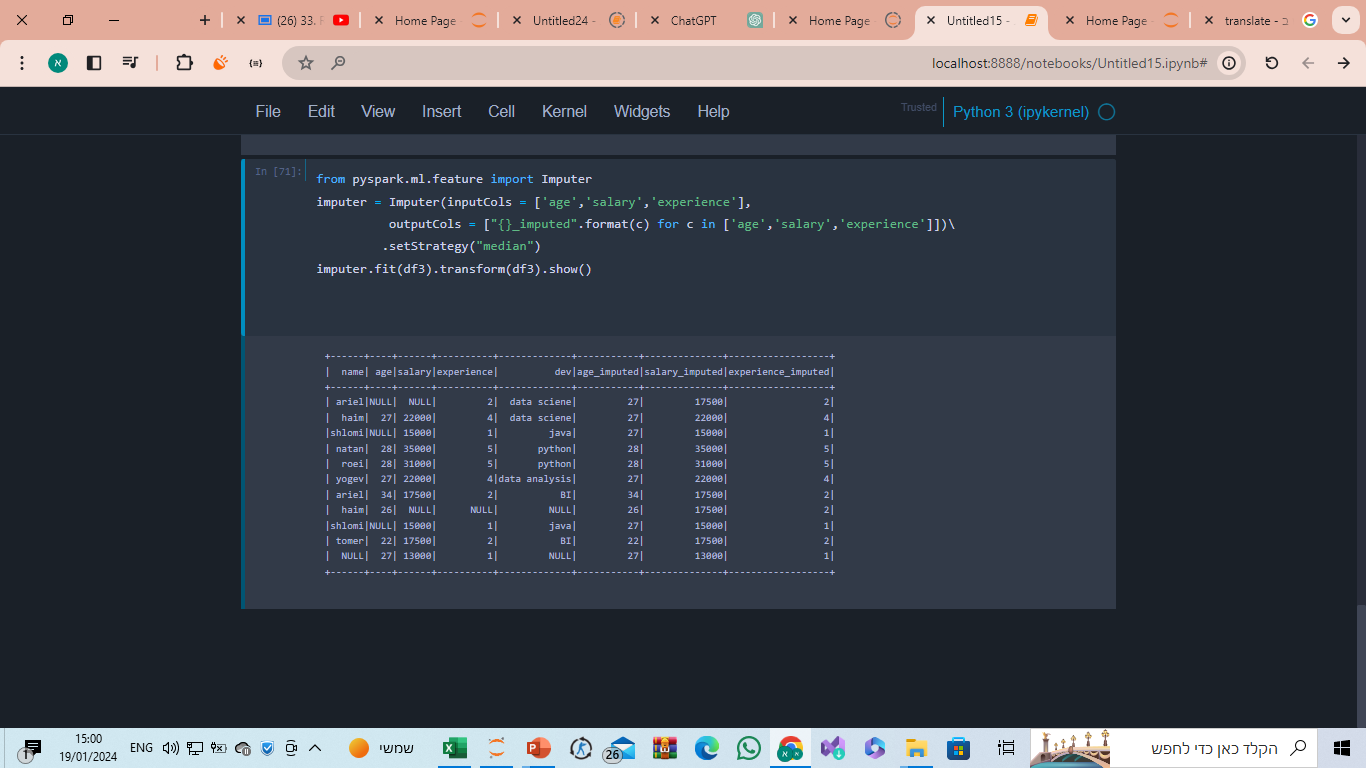 (26) 33. F
Home Page
Untitled24 -
ChatGPT
Home Page
Untitled15 -
Home Page -
translate - ב
א
localhost:8888/notebooks/Untitled15.ipynb#
File Edit View Insert Cell Kernel Widgets Help
Trusted
Python 3 (ipykernel)
In [71]:
from pyspark.ml.feature import Imputer
imputer = Imputer(inputCols = ['age','salary','experience'],
          outputCols = ["{}_imputed".format(c) for c in ['age','salary','experience']])\
         .setStrategy("median")
imputer.fit(df3).transform(df3).show()
+------+----+------+----------+-------------+-----------+--------------+------------------+
|  name| age|salary|experience|          dev|age_imputed|salary_imputed|experience_imputed|
+------+----+------+----------+-------------+-----------+--------------+------------------+
| ariel|NULL|  NULL|         2|  data sciene|         27|         17500|                 2|
|  haim|  27| 22000|         4|  data sciene|         27|         22000|                 4|
|shlomi|NULL| 15000|         1|         java|         27|         15000|                 1|
| natan|  28| 35000|         5|       python|         28|         35000|                 5|
|  roei|  28| 31000|         5|       python|         28|         31000|                 5|
| yogev|  27| 22000|         4|data analysis|         27|         22000|                 4|
| ariel|  34| 17500|         2|           BI|         34|         17500|                 2|
|  haim|  26|  NULL|      NULL|         NULL|         26|         17500|                 2|
|shlomi|NULL| 15000|         1|         java|         27|         15000|                 1|
| tomer|  22| 17500|         2|           BI|         22|         17500|                 2|
|  NULL|  27| 13000|         1|         NULL|         27|         13000|                 1|
+------+----+------+----------+-------------+-----------+--------------+------------------+
1
15:00
19/01/2024
ENG
שמשי
26
הקלד כאן כדי לחפש